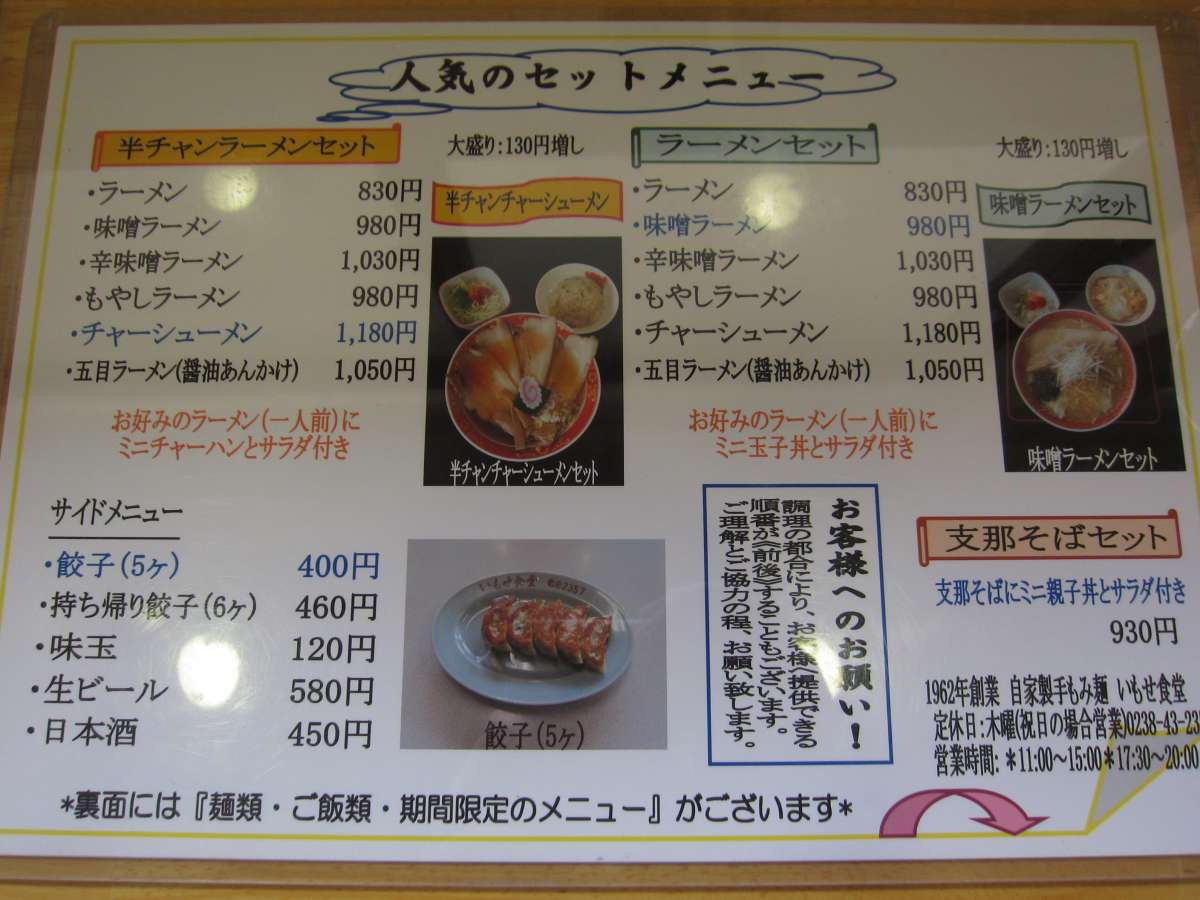 人気のセットメニュー
半チャンラーメンセット
大盛り:130円増し
・ラーメン 830円
・味噌ラーメン 980円
・辛味噌ラーメン 1,030円
・もやしラーメン 980円
・チャーシューメン 1,180円
・五目ラーメン(醤油あんかけ) 1,050円
お好みのラーメン(一人前)に
ミニチャーハンとサラダ付き
半チャンチャーシューメン
半チャンチャーシューメンセット
ラーメンセット
大盛り:130円増し
・ラーメン 830円
・味噌ラーメン 980円
・辛味噌ラーメン 1,030円
・もやしラーメン 980円
・チャーシューメン 1,180円
・五目ラーメン(醤油あんかけ) 1,050円
お好みのラーメン(一人前)に
ミニ玉子丼とサラダ付き
味噌ラーメンセット
味噌ラーメンセット
サイドメニュー
・餃子(5ヶ) 400円
・持ち帰り餃子(6ヶ) 460円
・味玉 120円
・生ビール 580円
・日本酒 450円
いもせ食堂
餃子(5ヶ)
お客様へのお願い!
調理の都合により、お客様へ提供できる
順番が(前後)することもございます。
ご理解とご協力の程、お願い致します。
支那そばセット
支那そばにミニ親子丼とサラダ付き
930円
1962年創業 自家製手もみ麺 いもせ食堂
定休日:木曜(祝日の場合営業)0238-43-23
営業時間:*11:00~15:00*17:30~20:00
*裏面には『麺類・ご飯類・期間限定のメニュー』がございます*